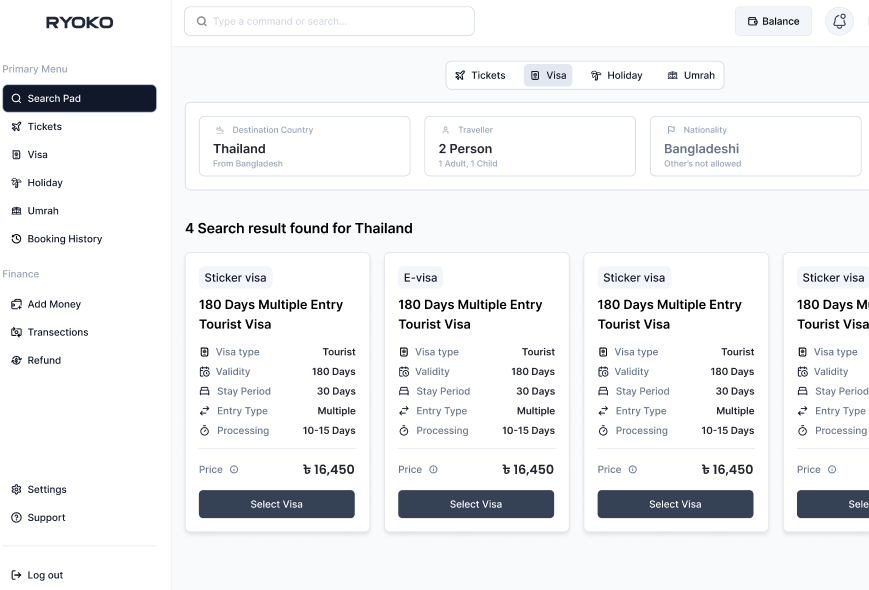 RYOKO
Type a command or search...
Balance
Primary Menu
Search Pad
Tickets
Visa
Holiday
Umrah
Booking History
Finance
Add Money
Transections
Refund
Settings
Support
Log out
Tickets
Visa
Holiday
Umrah
Destination Country
Thailand
From Bangladesh
Traveller
2 Person
1 Adult, 1 Child
Nationality
Bangladeshi
Other's not allowed
4 Search result found for Thailand
Sticker visa
180 Days Multiple Entry
Tourist Visa
Visa type Tourist
Validity 180 Days
Stay Period 30 Days
Entry Type Multiple
Processing 10-15 Days
Price ৳ 16,450
Select Visa
E-visa
180 Days Multiple Entry
Tourist Visa
Visa type Tourist
Validity 180 Days
Stay Period 30 Days
Entry Type Multiple
Processing 10-15 Days
Price ৳ 16,450
Select Visa
Sticker visa
180 Days Multiple Entry
Tourist Visa
Visa type Tourist
Validity 180 Days
Stay Period 30 Days
Entry Type Multiple
Processing 10-15 Days
Price ৳ 16,450
Select Visa
Sticker visa
180 Days M
Tourist Visa
Visa type
Validity
Stay Period
Entry Type
Processing
Price
Sele